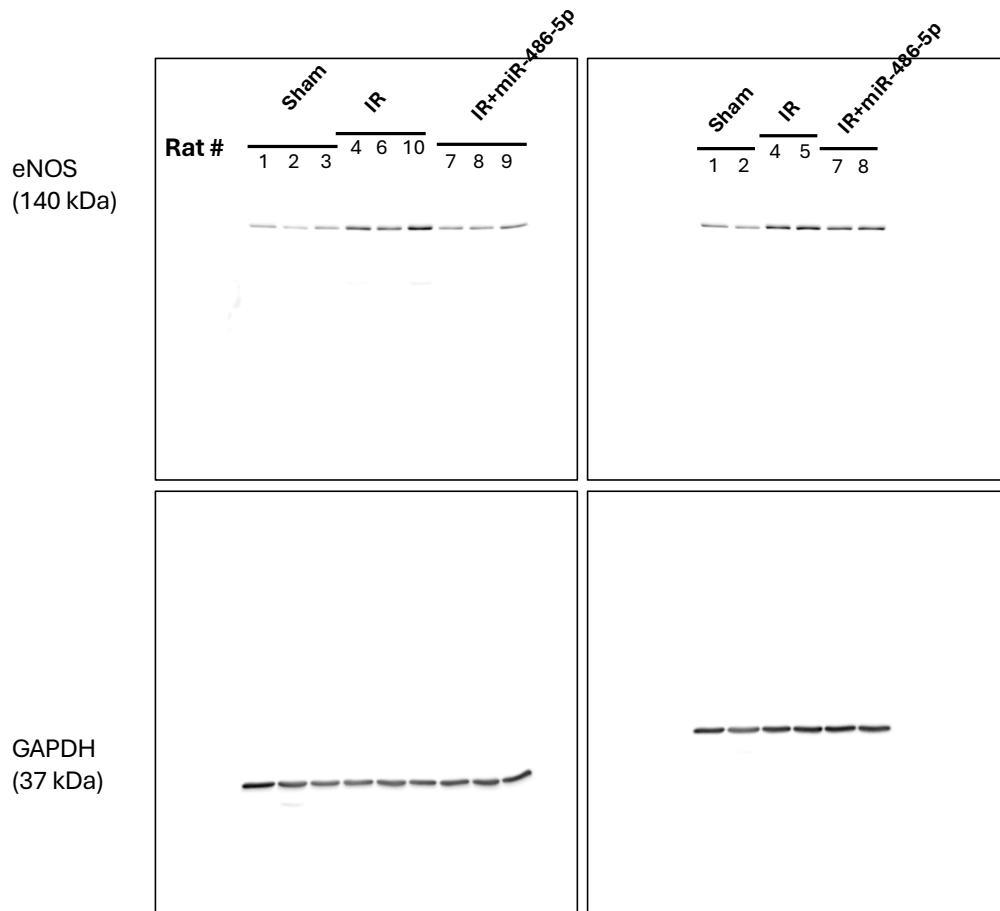 Sham
IR
IR+miR-486-5p
Sham
IR
IR+miR-486-5p
Rat #
1 2 3 4 6 10 7 8 9
1 2 4 5 7 8
eNOS
(140 kDa)
GAPDH
(37 kDa)